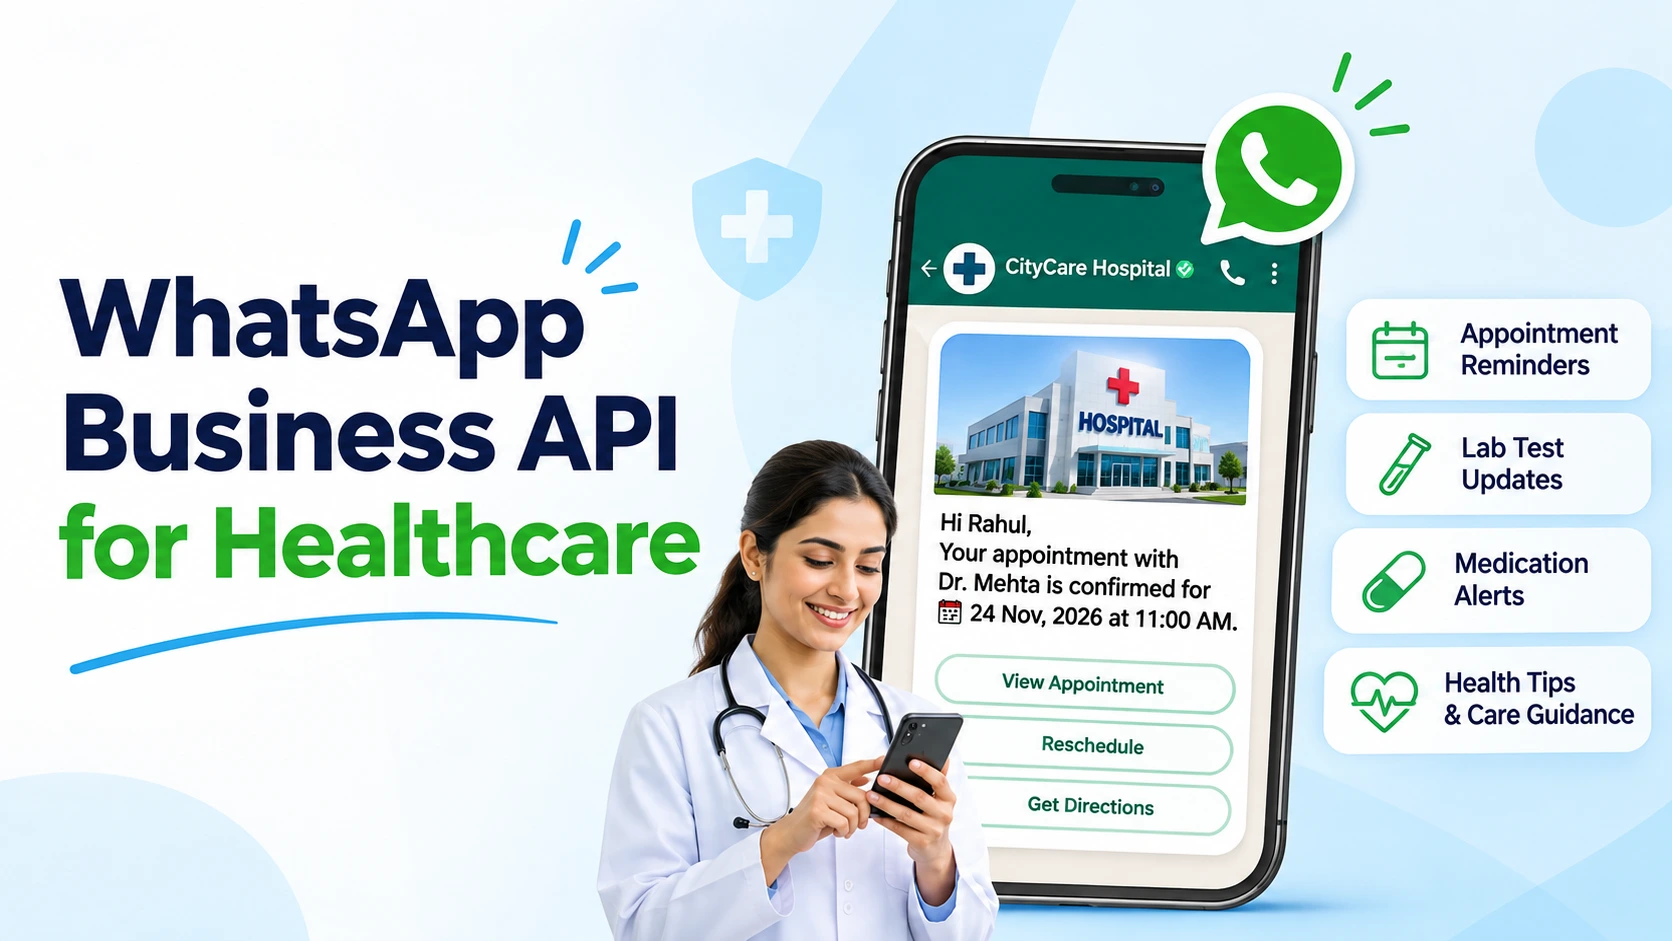 WhatsApp
Business API
for Healthcare
CityCare Hospital
HOSPITAL
Hi Rahul,
Your appointment with
Dr. Mehta is confirmed for
24 Nov, 2026 at 11:00 AM.
View Appointment
Reschedule
Get Directions
Appointment
Reminders
Lab Test
Updates
Medication
Alerts
Health Tips
& Care Guidance